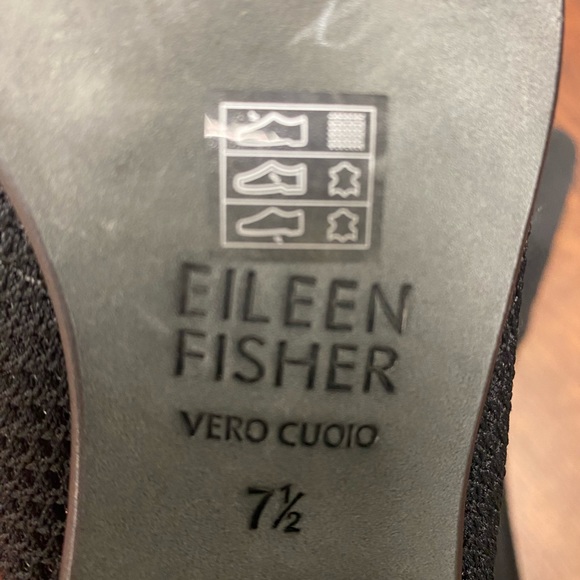 EILEEN
FISHER
VERO CUOIO
7½